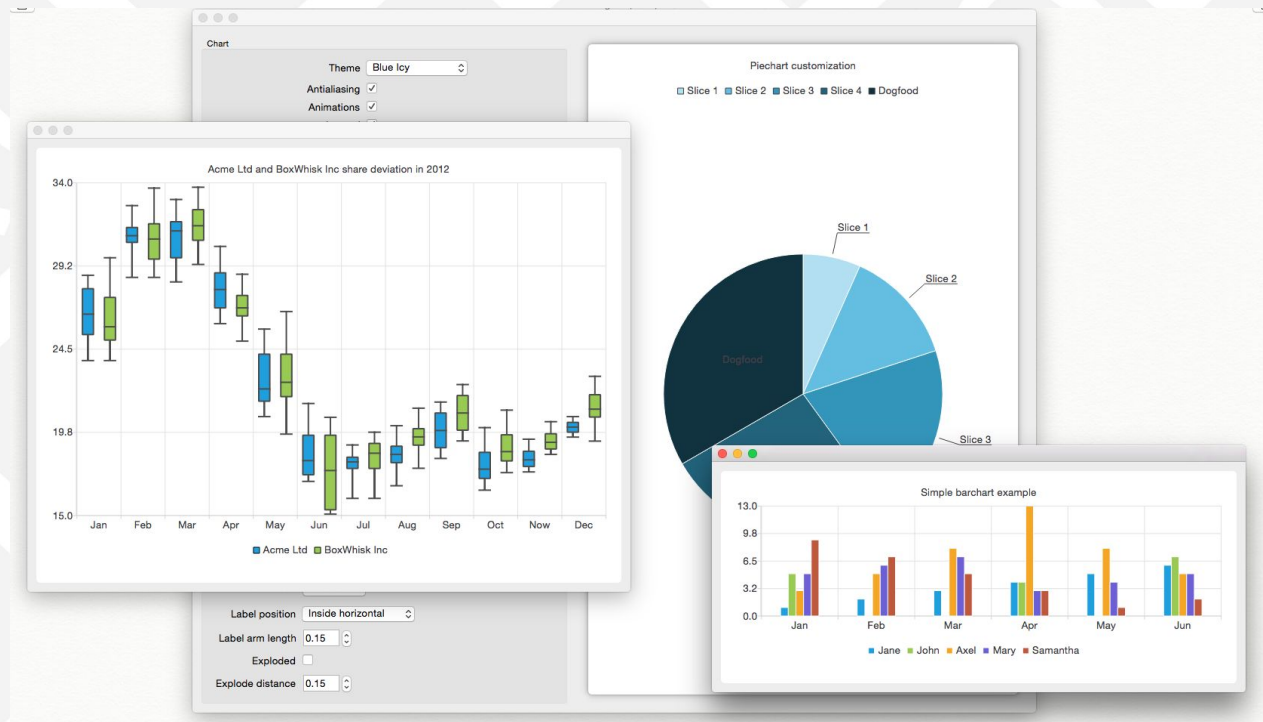 Chart
Theme Blue Icy
Antialiasing
Animations
Piechart customization
Slice 1 Slice 2 Slice 3 Slice 4 Dogfood
Slice 1
Slice 2
Dogfood
Slice 3
Acme Ltd and BoxWhisk Inc share deviation in 2012
34.0
29.2
24.5
19.8
15.0
Jan Feb Mar Apr May Jun Jul Aug Sep Oct Now Dec
Acme Ltd BoxWhisk Inc
Label position Inside horizontal
Label arm length 0.15
Exploded
Explode distance 0.15
Simple barchart example
13.0
9.8
6.5
3.2
0.0
Jan Feb Mar Apr May Jun
Jane John Axel Mary Samantha